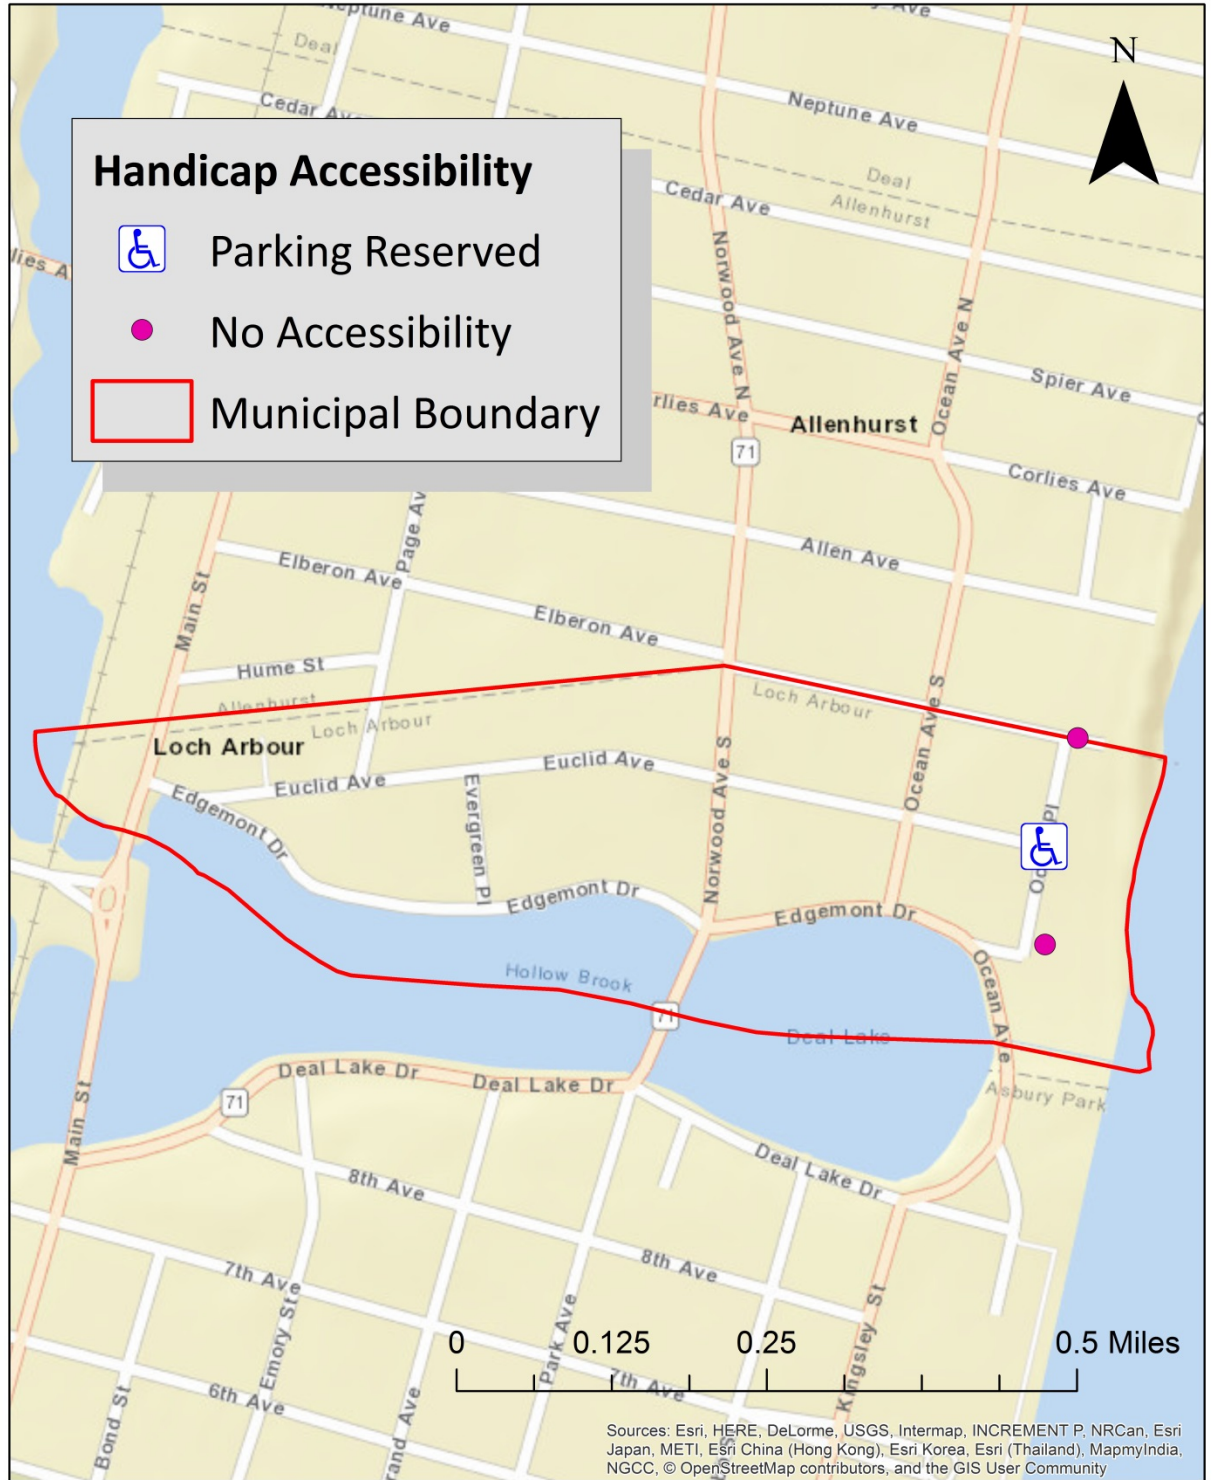 Neptune Ave
Deal
Cedar Ave
Neptune Ave
N
Deal
Allenhurst
Cedar Ave
Handicap Accessibility
Parking Reserved
No Accessibility
Municipal Boundary
Norwood Ave N
Ocean Ave N
Spier Ave
rlies Ave
lies A
Allenhurst
71
Corlies Ave
Page Av
Allen Ave
Elberon Ave
Elberon Ave
Main St
Hume St
Allenhurst
Loch Arbour
Loch Arbour
Loch Arbour
Ocean Ave S
Norwood Ave S
Euclid Ave
Euclid Ave
Edgemont Dr
Evergreen Pl
Edgemont Dr
Edgemont Dr
Oc
Pl
Hollow Brook
71
Deal Lake
Ocean Ave
Asbury Park
Deal Lake Dr
Deal Lake Dr
71
Main St
Deal Lake Dr
8th Ave
8th Ave
7th Ave
7th Ave
6th Ave
Emory St
Park Ave
Kingsley St
Bond St
rand Ave
0 0.125 0.25 0.5 Miles
Sources: Esri, HERE, DeLorme, USGS, Intermap, INCREMENT P, NRCan, Esri
Japan, METI, Esri China (Hong Kong), Esri Korea, Esri (Thailand), MapmyIndia,
NGCC, © OpenStreetMap contributors, and the GIS User Community